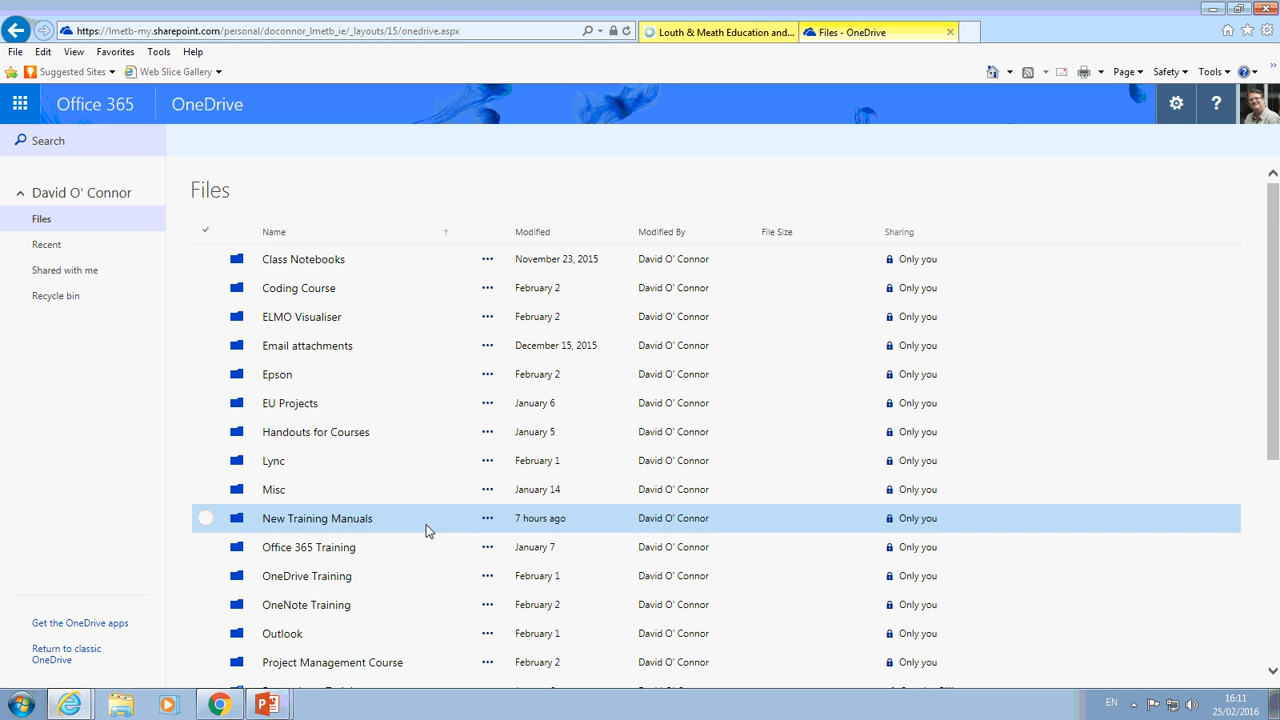 https://lmetb-my.sharepoint.com/personal/doconnor_lmetb_ie/_layouts/15/onedrive.aspx
Louth & Meath Education and...
Files - OneDrive
File Edit View Favorites Tools Help
Suggested Sites Web Slice Gallery Page Safety Tools
Office 365 OneDrive ?
Search
David O' Connor
Files
Recent
Shared with me
Recycle bin
Get the OneDrive apps
Return to classic
OneDrive
Files
Name Modified Modified By File Size Sharing
Class Notebooks ... November 23, 2015 David O' Connor Only you
Coding Course ... February 2 David O' Connor Only you
ELMO Visualiser ... February 2 David O' Connor Only you
Email attachments ... December 15, 2015 David O' Connor Only you
Epson ... February 2 David O' Connor Only you
EU Projects ... January 6 David O' Connor Only you
Handouts for Courses ... January 5 David O' Connor Only you
Lync ... February 1 David O' Connor Only you
Misc ... January 14 David O' Connor Only you
New Training Manuals ... 7 hours ago David O' Connor Only you
Office 365 Training ... January 7 David O' Connor Only you
OneDrive Training ... February 1 David O' Connor Only you
OneNote Training ... February 2 David O' Connor Only you
Outlook ... February 1 David O' Connor Only you
Project Management Course ... February 2 David O' Connor Only you
EN
16:11
25/02/2016